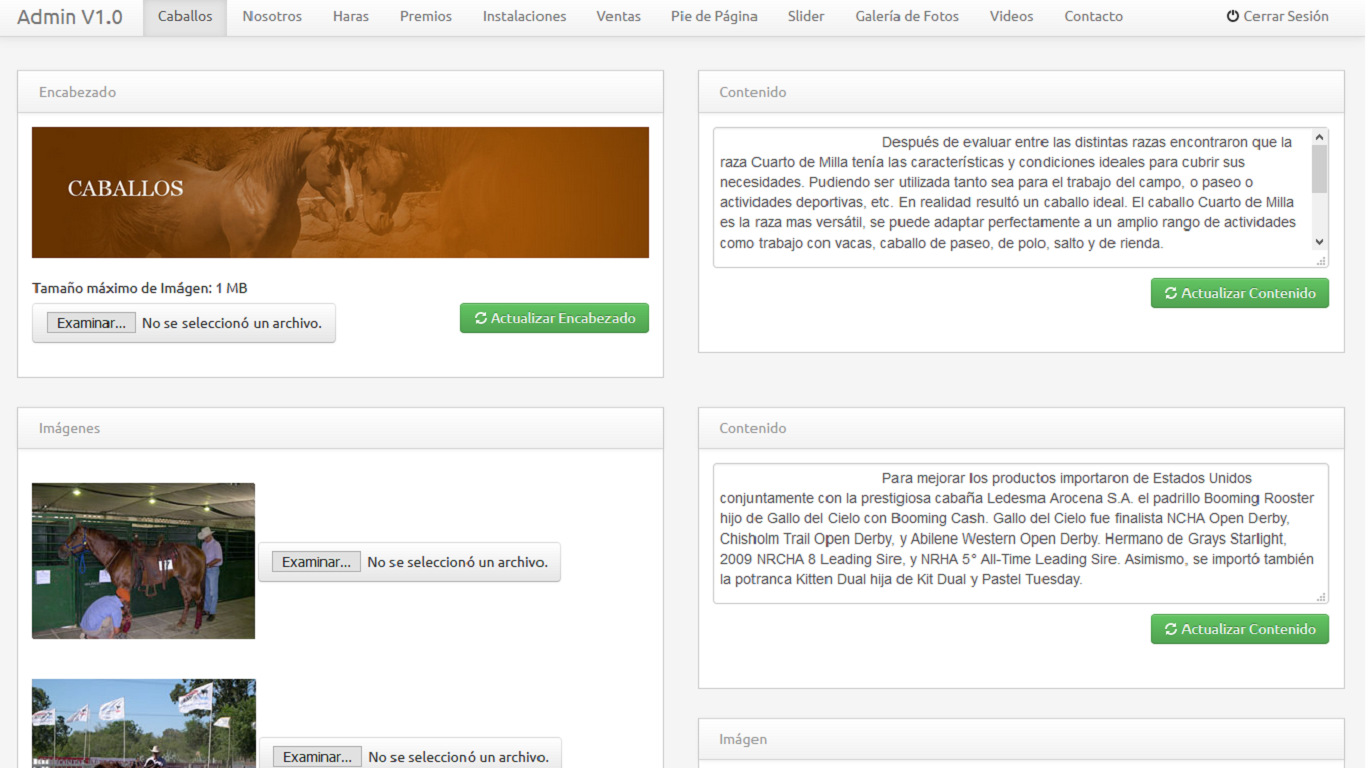 Admin V1.0 Caballos Nosotros Haras Premios Instalaciones Ventas Pie de Página Slider Galería de Fotos Videos Contacto Cerrar Sesión
Encabezado
CABALLOS
Tamaño máximo de Imágen: 1 MB
Examinar... No se seleccionó un archivo.
Actualizar Encabezado
Contenido
Después de evaluar entre las distintas razas encontraron que la
raza Cuarto de Milla tenía las características y condiciones ideales para cubrir sus
necesidades. Pudiendo ser utilizada tanto sea para el trabajo del campo, o paseo o
actividades deportivas, etc. En realidad resultó un caballo ideal. El caballo Cuarto de Milla
es la raza mas versátil, se puede adaptar perfectamente a un amplio rango de actividades
como trabajo con vacas, caballo de paseo, de polo, salto y de rienda.
Actualizar Contenido
Imágenes
Examinar... No se seleccionó un archivo.
Examinar... No se seleccionó un archivo.
Contenido
Para mejorar los productos importaron de Estados Unidos
conjuntamente con la prestigiosa cabaña Ledesma Arocena S.A. el padrillo Booming Rooster
hijo de Gallo del Cielo con Booming Cash. Gallo del Cielo fue finalista NCHA Open Derby,
Chisholm Trail Open Derby, y Abilene Western Open Derby. Hermano de Grays Starlight,
2009 NRCHA 8 Leading Sire, y NRHA 5° All-Time Leading Sire. Asimismo, se importó también
la potranca Kitten Dual hija de Kit Dual y Pastel Tuesday.
Actualizar Contenido
Imágen